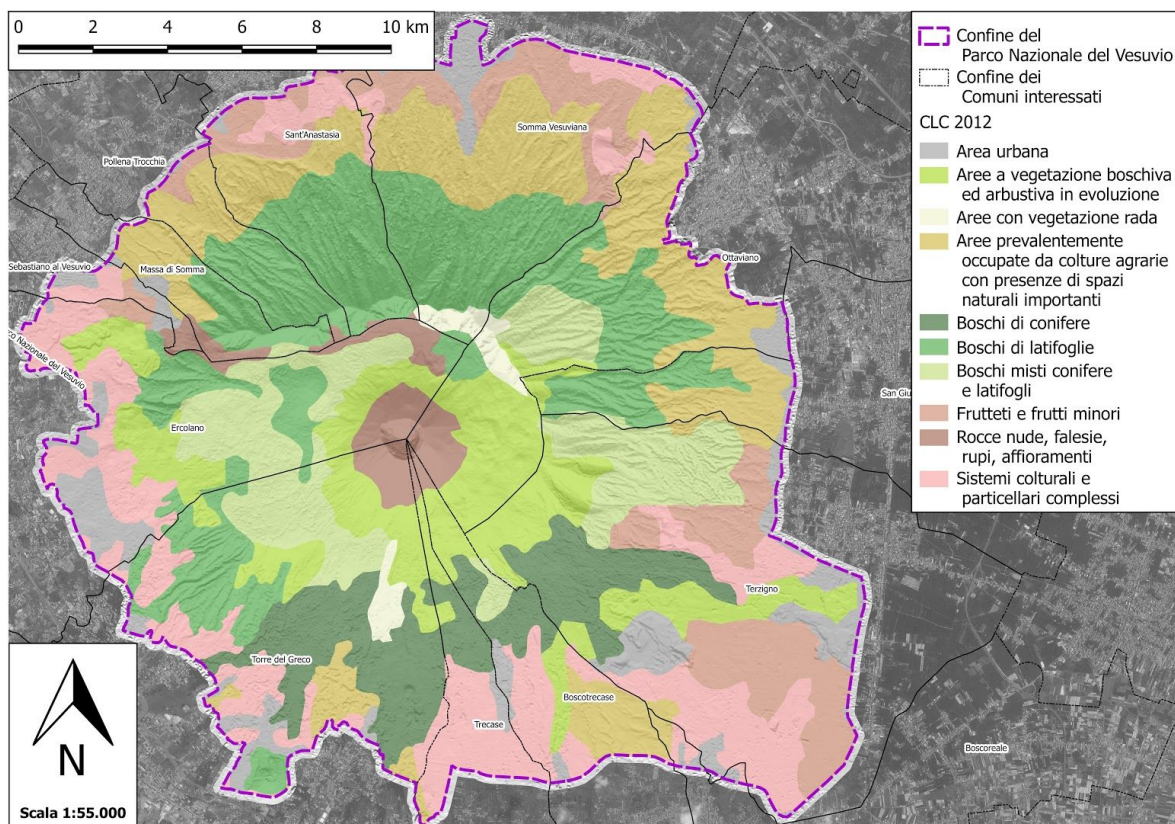 0 2 4 6 8 10 km
Confine del
Parco Nazionale del Vesuvio
Confine dei
Comuni interessati
CLC 2012
Area urbana
Aree a vegetazione boschiva
ed arbustiva in evoluzione
Aree con vegetazione rada
Aree prevalentemente
occupate da colture agrarie
con presenze di spazi
naturali importanti
Boschi di conifere
Boschi di latifoglie
Boschi misti conifere
e latifogli
Frutteti e frutti minori
Rocce nude, falesie,
rupi, affioramenti
Sistemi colturali e
particellari complessi
Sant'Anastasia
Somma Vesuviana
Pollena Trocchia
Ottaviano
Sebastiano al Vesuvio
Massa di Somma
Nazionale del Vesuvio
San
Ercolano
Terzigno
Torre del Greco
Boscotrecase
Trecase
Boscoreale
N
Scala 1:55.000